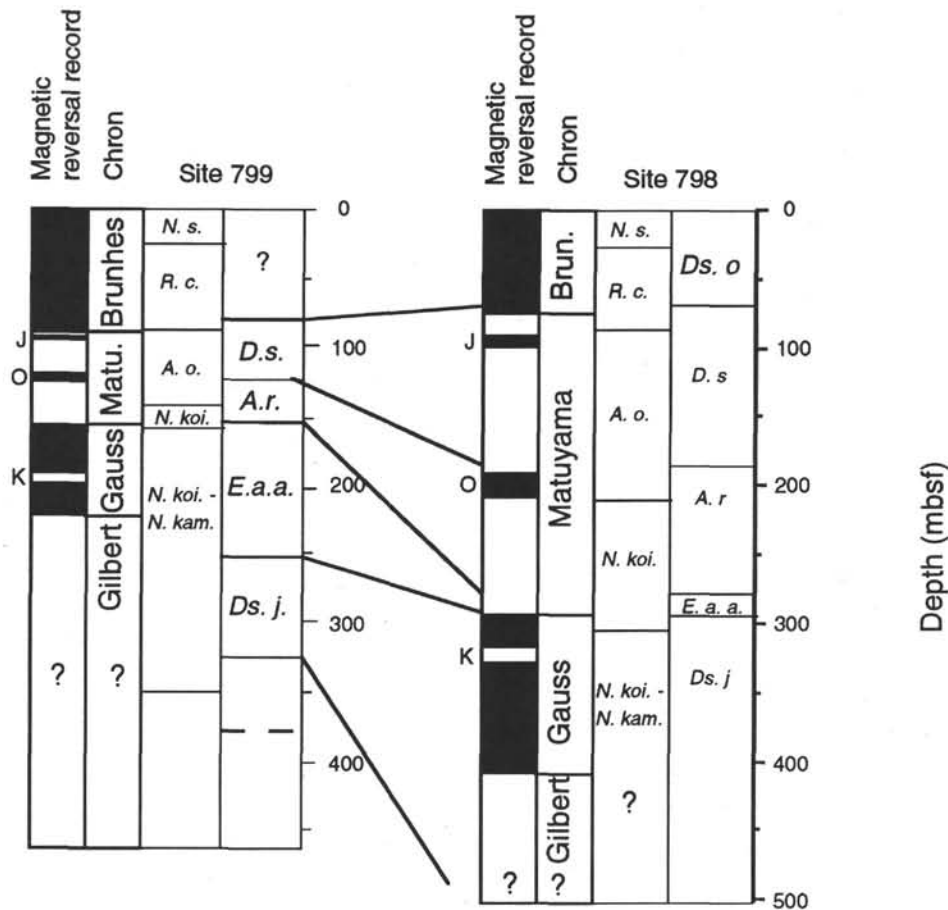 Magnetic
reversal record
Chron
Site 799
Brunhes
Matu.
Gauss
Gilbert
?
?
J
O
K
N. s.
R. c.
A. o.
N. koi.
N. koi. -
N. kam.
?
D.s.
A.r.
E.a.a.
Ds. j.
0
100
200
300
400
Magnetic
reversal record
Chron
Site 798
Brun.
Matuyama
Gauss
Gilbert
?
?
J
O
K
N. s.
R. c.
A. o.
N. koi.
N. koi. -
N. kam.
?
Ds. o
D. s
A. r
E. a. a.
Ds. j
0
100
200
300
400
500
Depth (mbsf)